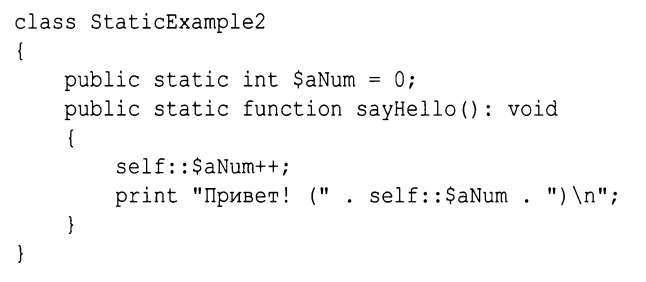 class StaticExample2
{
    public static int $aNum = 0;
    public static function sayHello(): void
    {
        self::$aNum++;
        print "Привет! (" . self::$aNum . ")\n";
    }
}